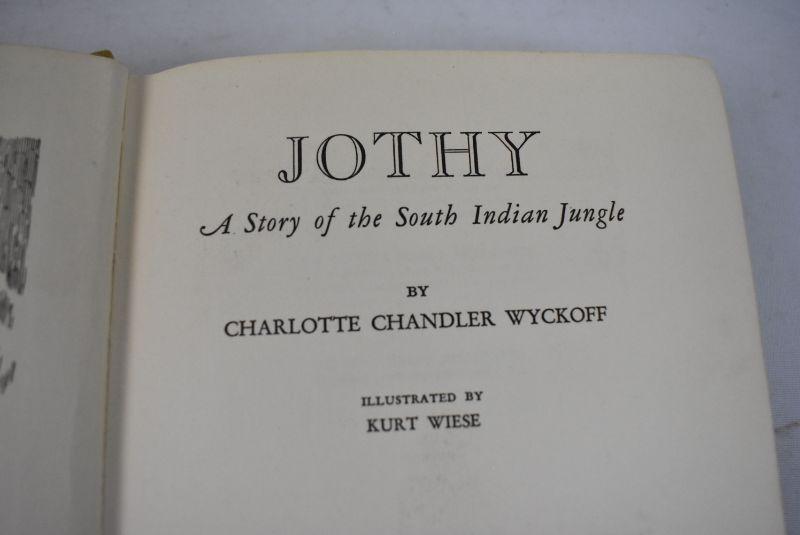 JOTHY
A Story of the South Indian Jungle
BY
CHARLOTTE CHANDLER WYCKOFF
ILLUSTRATED BY
KURT WIESE